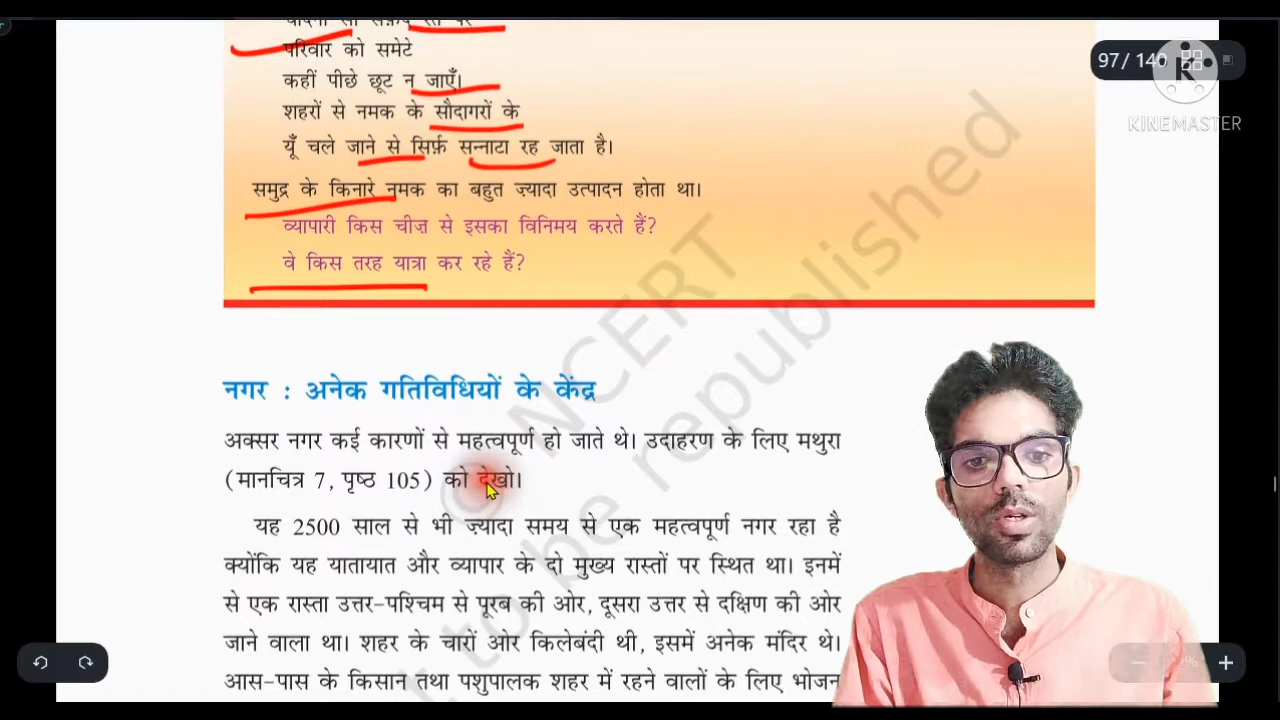 परिवार को समेटे
97 / 140
कहीं पीछे छूट न जाएँ।
शहरों से नमक के सौदागरों के
KINEMASTER
यूँ चले जाने से सिर्फ़ सन्नाटा रह जाता है।
समुद्र के किनारे नमक का बहुत ज़्यादा उत्पादन होता था।
व्यापारी किस चीज़ से इसका विनिमय करते हैं?
वे किस तरह यात्रा कर रहे हैं?
© NCERT
to be republished
नगर : अनेक गतिविधियों के केंद्र
अक्सर नगर कई कारणों से महत्वपूर्ण हो जाते थे। उदाहरण के लिए मथुरा
(मानचित्र 7, पृष्ठ 105) को देखो।
यह 2500 साल से भी ज़्यादा समय से एक महत्वपूर्ण नगर रहा है
क्योंकि यह यातायात और व्यापार के दो मुख्य रास्तों पर स्थित था। इनमें
से एक रास्ता उत्तर-पश्चिम से पूरब की ओर, दूसरा उत्तर से दक्षिण की ओर
जाने वाला था। शहर के चारों ओर किलेबंदी थी, इसमें अनेक मंदिर थे।
आस-पास के किसान तथा पशुपालक शहर में रहने वालों के लिए भोजन